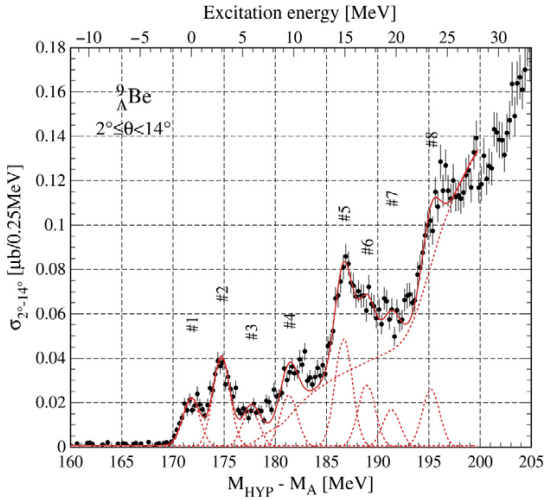 Excitation energy [MeV]
−10 −5 0 5 10 15 20 25 30
0.18
0.16
0.14
0.12
0.1
0.08
0.06
0.04
0.02
0
σ2°-14° [μb/0.25MeV]
9ΛBe
2°≤θ<14°
#1
#2
#3
#4
#5
#6
#7
#8
160 165 170 175 180 185 190 195 200 205
MHYP - MA [MeV]